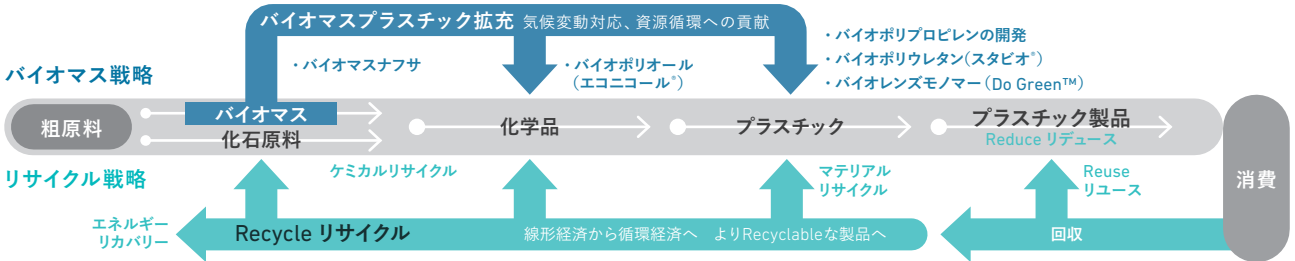 バイオマスプラスチック拡充 気候変動対応、資源循環への貢献
・バイオポリプロピレンの開発
・バイオポリウレタン(スタビオ®)
・バイオレンズモノマー(Do Green™)
・バイオマスナフサ
・バイオポリオール
(エコニコール®)
バイオマス戦略
粗原料
バイオマス
化石原料
化学品
プラスチック
プラスチック製品
Reduce リデュース
消費
リサイクル戦略
ケミカルリサイクル
マテリアル
リサイクル
Reuse
リユース
エネルギー
リカバリー
Recycle リサイクル
線形経済から循環経済へ よりRecyclableな製品へ
回収